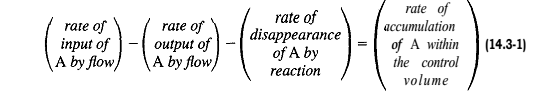 rate of input of A by flow − rate of output of A by flow − rate of disappearance of A by reaction = rate of accumulation of A within the control volume (14.3-1)